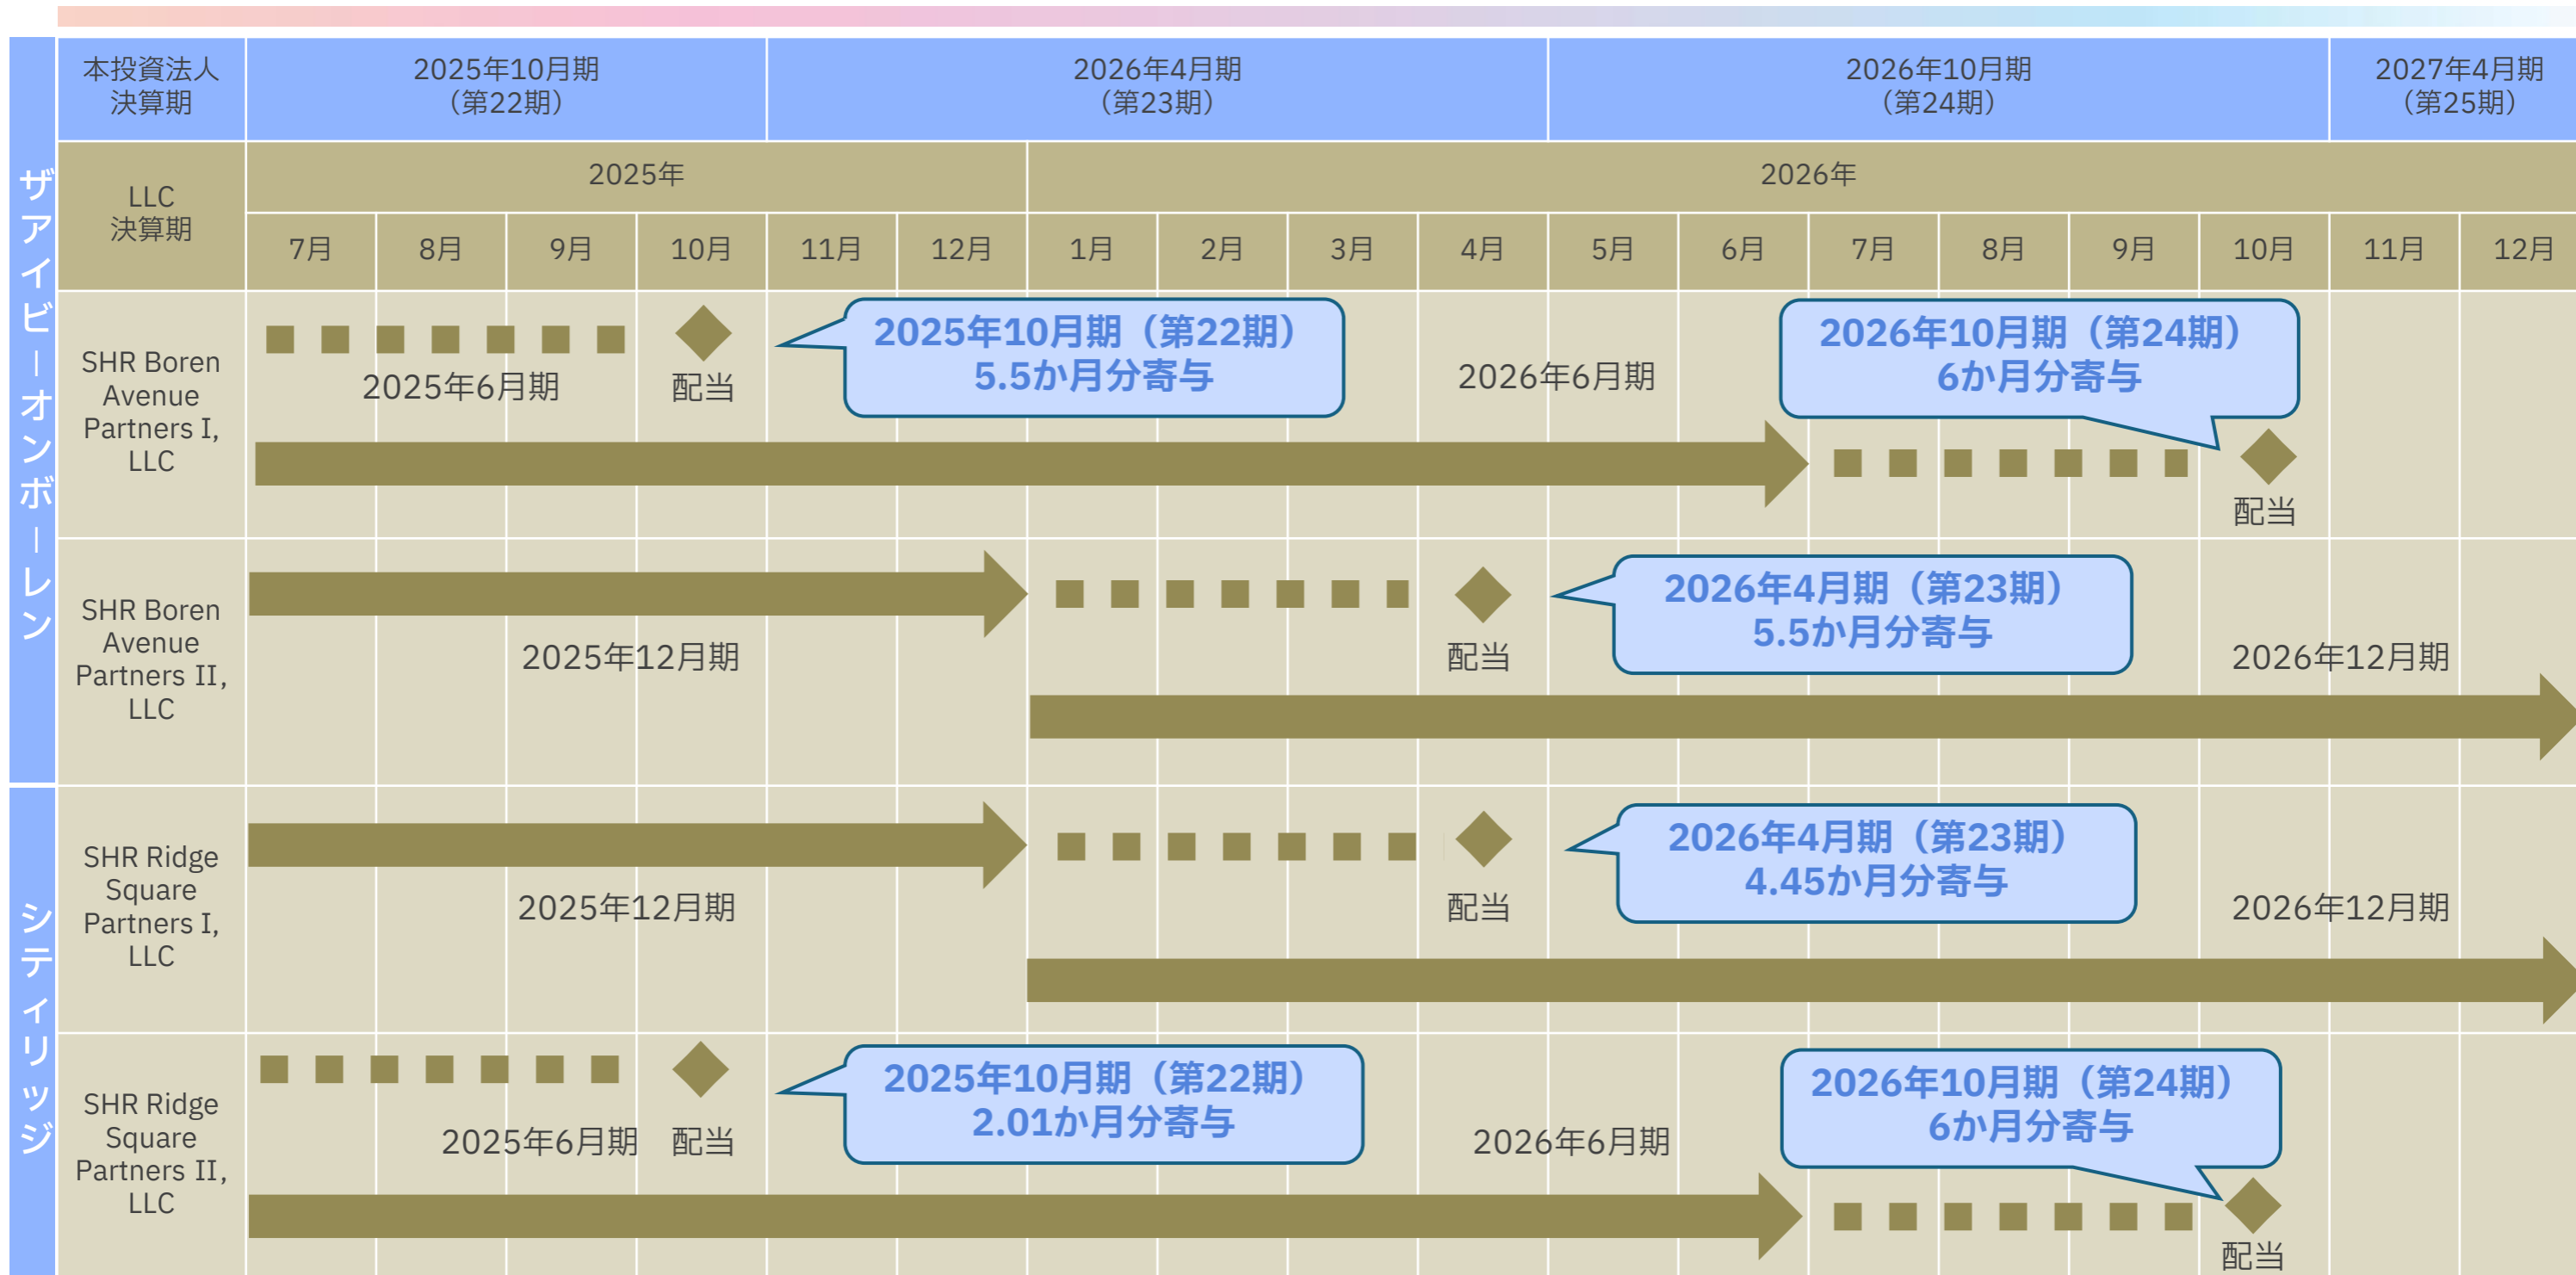 本投資法人
決算期
2025年10月期
（第22期）
2026年4月期
（第23期）
2026年10月期
（第24期）
2027年4月期
（第25期）
ザアイビーオンボーレン
LLC
決算期
2025年
2026年
7月
8月
9月
10月
11月
12月
1月
2月
3月
4月
5月
6月
7月
8月
9月
10月
11月
12月
SHR Boren
Avenue
Partners I,
LLC
2025年6月期
配当
2025年10月期（第22期）
5.5か月分寄与
2026年6月期
2026年10月期（第24期）
6か月分寄与
配当
SHR Boren
Avenue
Partners II,
LLC
2025年12月期
配当
2026年4月期（第23期）
5.5か月分寄与
2026年12月期
シティリッジ
SHR Ridge
Square
Partners I,
LLC
2025年12月期
配当
2026年4月期（第23期）
4.45か月分寄与
2026年12月期
SHR Ridge
Square
Partners II,
LLC
2025年6月期
配当
2025年10月期（第22期）
2.01か月分寄与
2026年6月期
2026年10月期（第24期）
6か月分寄与
配当